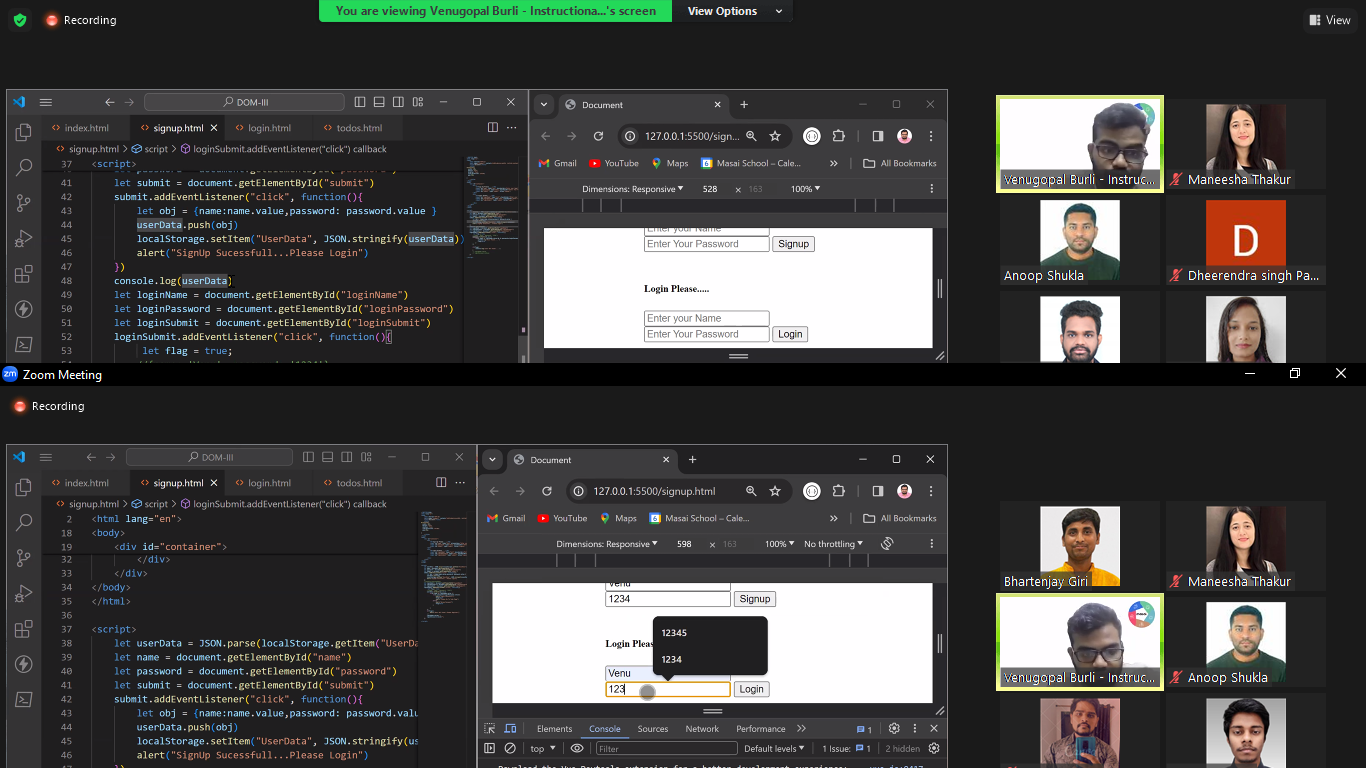 You are viewing Venugopal Burli - Instructiona...'s screen
View Options
Recording
View
DOM-III
Document
index.html
signup.html
login.html
todos.html
127.0.0.1:5500/sign...
signup.html > script > loginSubmit.addEventListener("click") callback
Gmail
YouTube
Maps
Masai School – Cale...
All Bookmarks
Dimensions: Responsive
528
×
163
100%
37 <script>
41 let submit = document.getElementById("submit")
42 submit.addEventListener("click", function(){
43 let obj = {name:name.value,password: password.value }
44 userData.push(obj)
45 localStorage.setItem("UserData", JSON.stringify(userData))
46 alert("SignUp Sucessfull...Please Login")
47 })
48 console.log(userData)
49 let loginName = document.getElementById("loginName")
50 let loginPassword = document.getElementById("loginPassword")
51 let loginSubmit = document.getElementById("loginSubmit")
52 loginSubmit.addEventListener("click", function(){
53 let flag = true;
Enter your Name
Enter Your Password
Signup
Login Please.....
Enter your Name
Enter Your Password
Login
Venugopal Burli - Instruc...
Maneesha Thakur
D
Anoop Shukla
Dheerendra singh Pa...
zm
Zoom Meeting
Recording
DOM-III
Document
index.html
signup.html
login.html
todos.html
127.0.0.1:5500/signup.html
signup.html > script > loginSubmit.addEventListener("click") callback
Gmail
YouTube
Maps
Masai School – Cale...
All Bookmarks
Dimensions: Responsive
598
×
163
100%
No throttling
2 <html lang="en">
18 <body>
19 <div id="container">
32 </div>
33 </div>
34 </body>
35 </html>
36
37 <script>
38 let userData = JSON.parse(localStorage.getItem("UserDa
39 let name = document.getElementById("name")
40 let password = document.getElementById("password")
41 let submit = document.getElementById("submit")
42 submit.addEventListener("click", function(){
43 let obj = {name:name.value,password: password.valu
44 userData.push(obj)
45 localStorage.setItem("UserData", JSON.stringify(us
46 alert("SignUp Sucessfull...Please Login")
47 })
Venu
1234
Signup
Login Plea
12345
1234
Venu
123
Login
Elements
Console
Sources
Network
Performance
1
top
Filter
Default levels
1 Issue:
1
2 hidden
Download the Vue Devtools extension for a better development experience:
Bhartenjay Giri
Maneesha Thakur
Venugopal Burli - Instruc...
Anoop Shukla